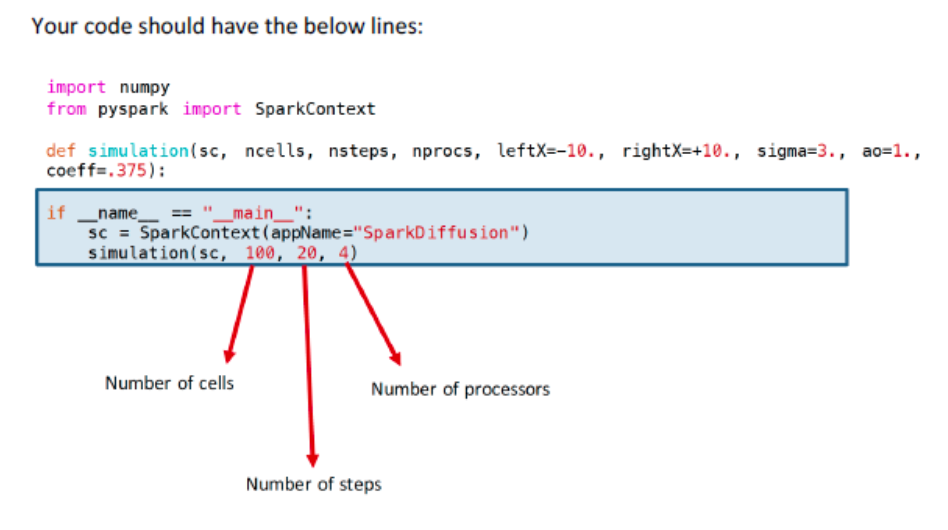 Your code should have the below lines:
import numpy
from pyspark import SparkContext
def simulation(sc, ncells, nsteps, nprocs, leftX=-10., rightX=+10., sigma=3., ao=1.,
coeff=.375):
if __name__ == "__main__":
sc = SparkContext(appName="SparkDiffusion")
simulation(sc, 100, 20, 4)
Number of cells
Number of processors
Number of steps